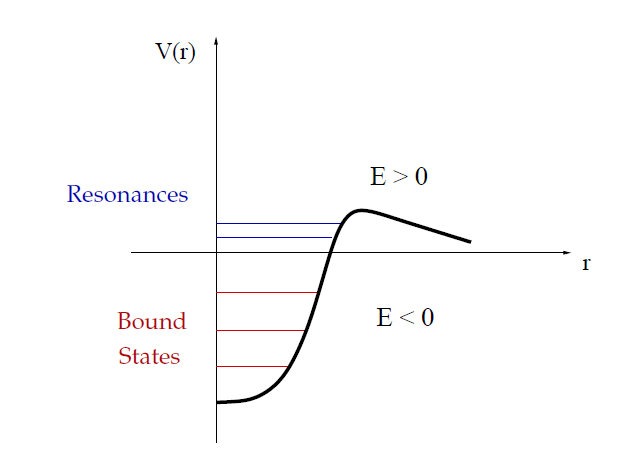 V(r)
E > 0
Resonances
r
Bound
States
E < 0